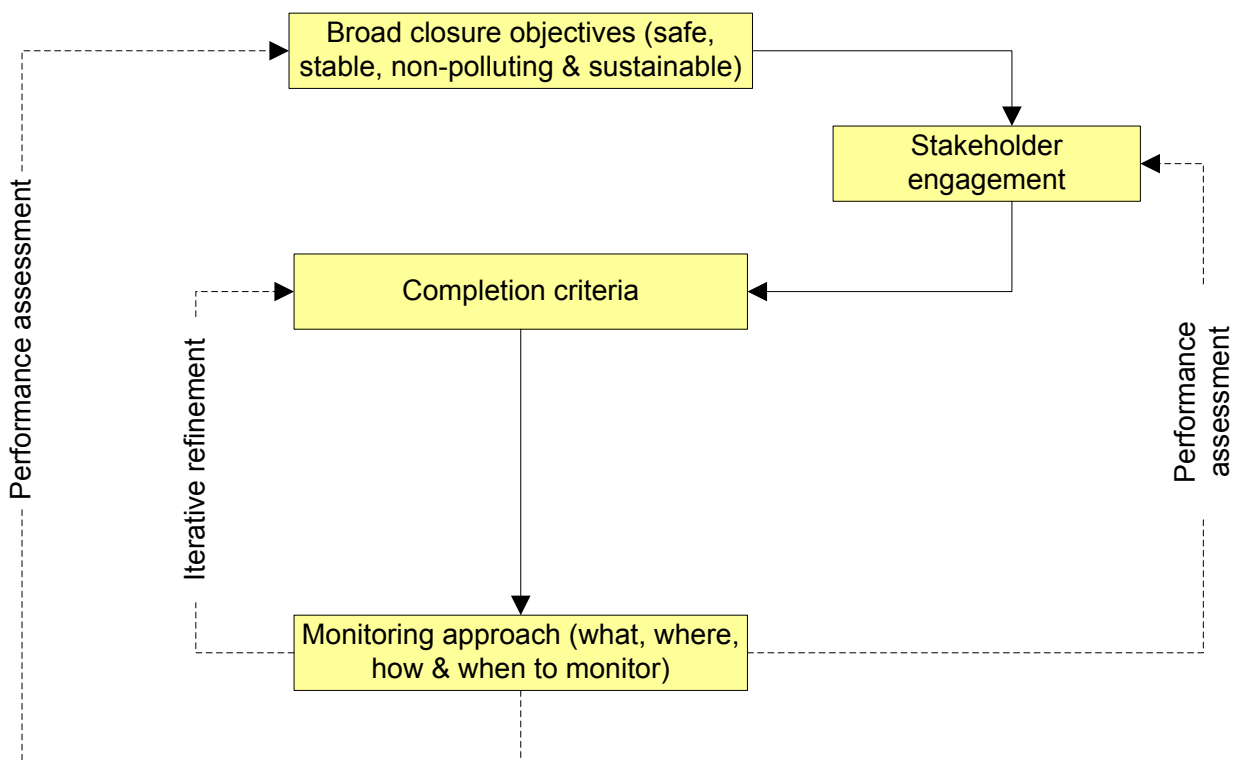 Broad closure objectives (safe,
stable, non-polluting & sustainable)
Stakeholder
engagement
Completion criteria
Performance assessment
Iterative refinement
Performance
assessment
Monitoring approach (what, where,
how & when to monitor)